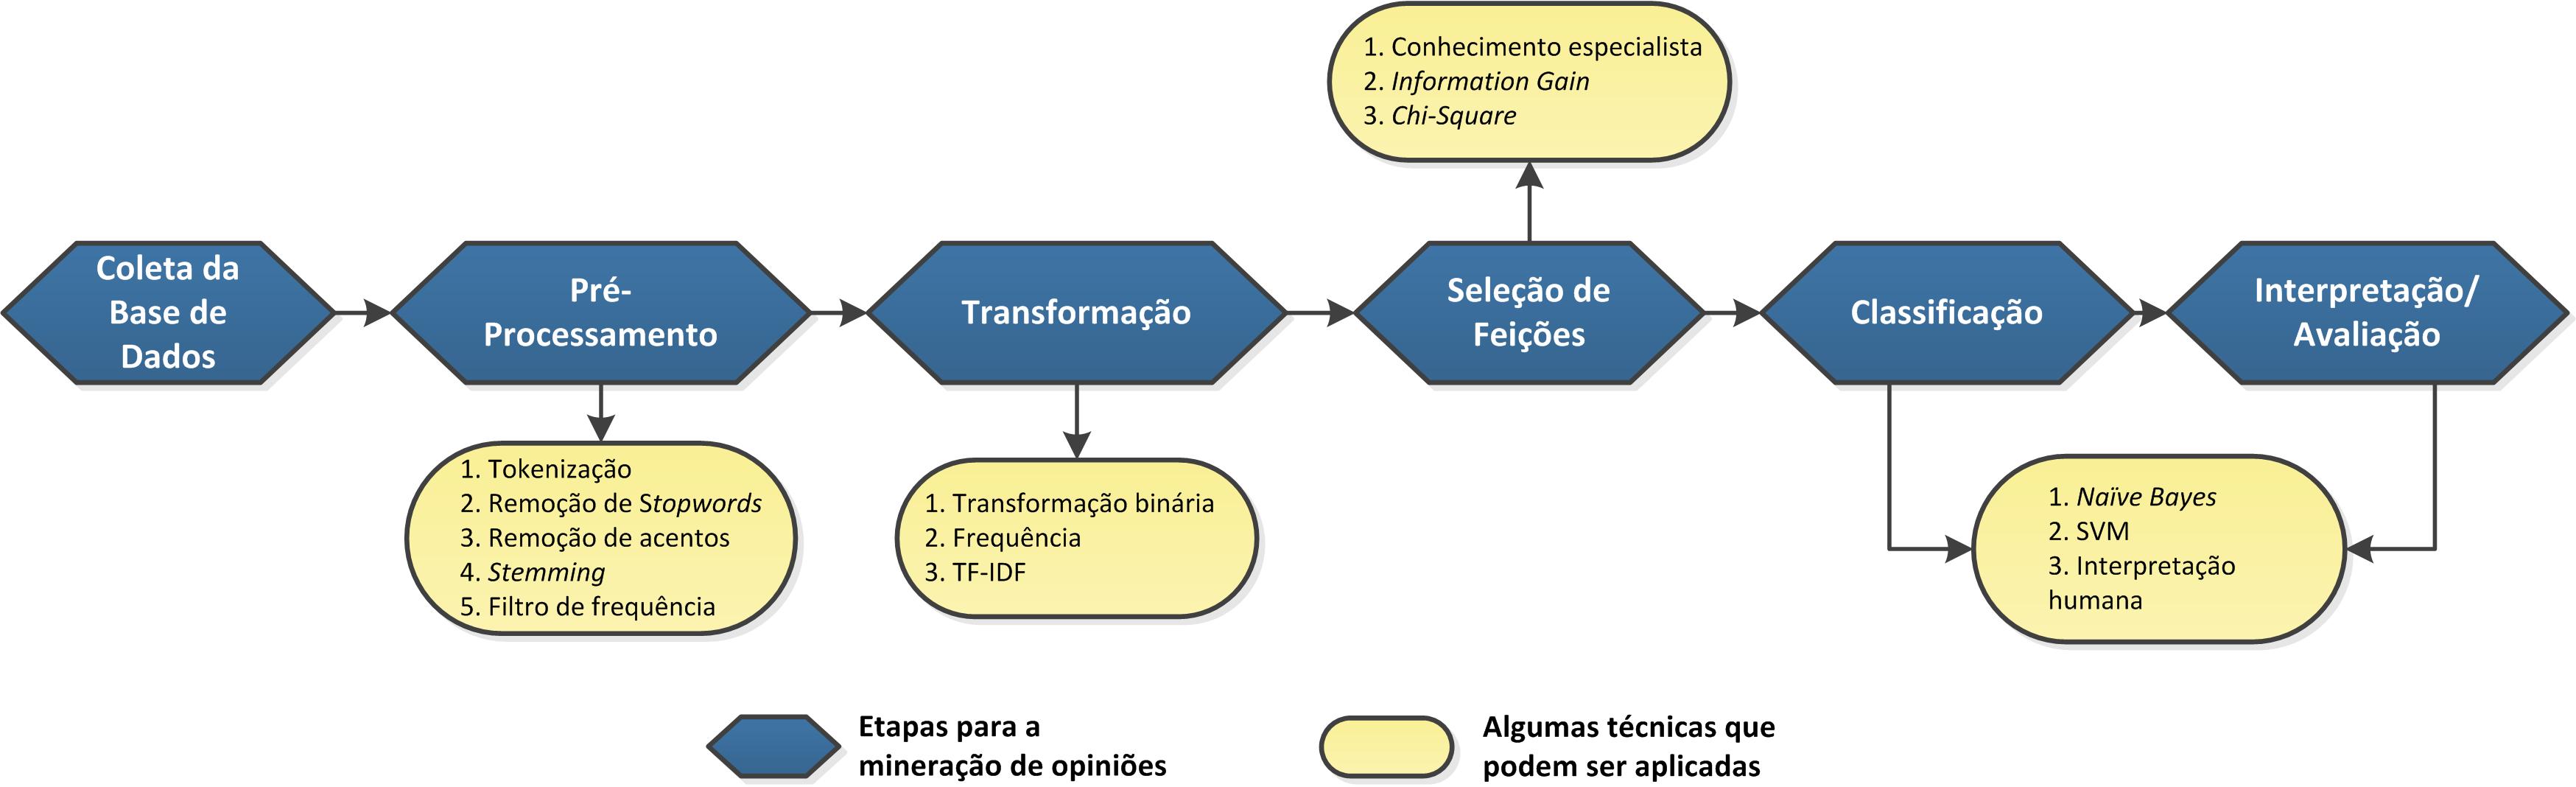 1. Conhecimento especialista
2. Information Gain
3. Chi-Square
Coleta da
Base de
Dados
Pré-
Processamento
Transformação
Seleção de
Feições
Classificação
Interpretação/
Avaliação
1. Tokenização
2. Remoção de Stopwords
3. Remoção de acentos
4. Stemming
5. Filtro de frequência
1. Transformação binária
2. Frequência
3. TF-IDF
1. Naïve Bayes
2. SVM
3. Interpretação
humana
Etapas para a
mineração de opiniões
Algumas técnicas que
podem ser aplicadas